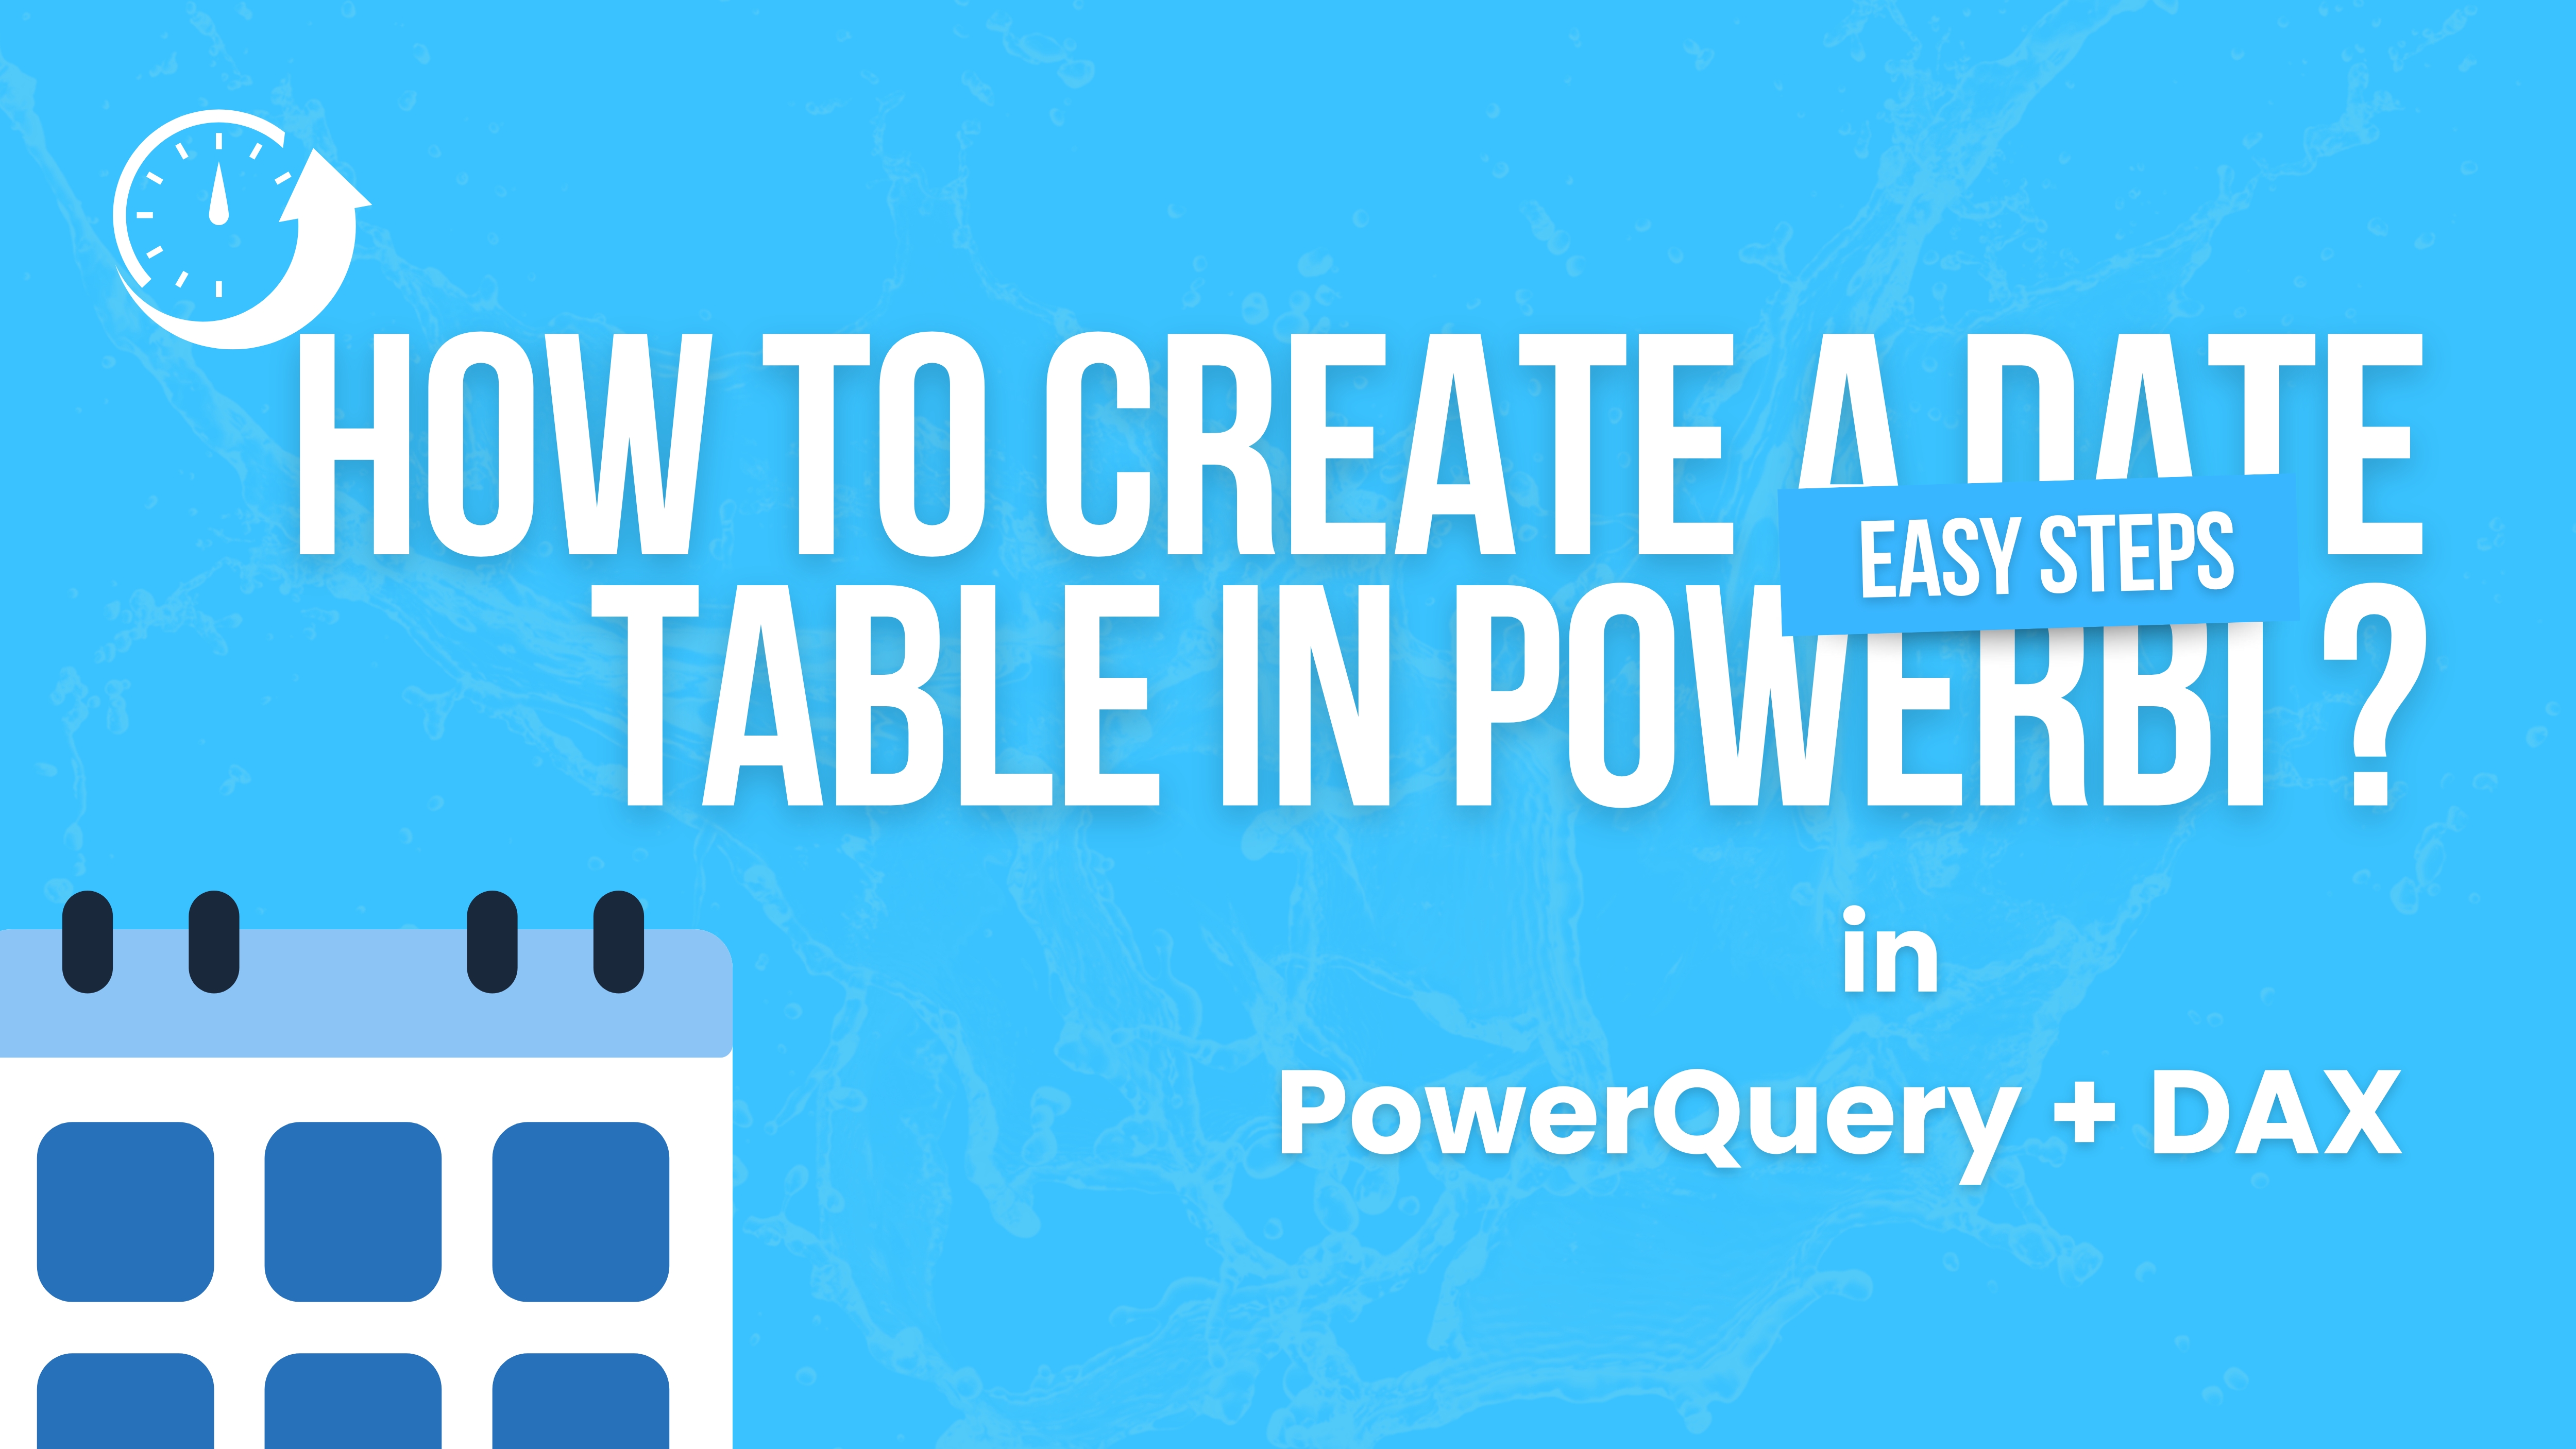 HOW TO CREATE A DATE
EASY STEPS
TABLE IN POWERBI ?
in
PowerQuery + DAX